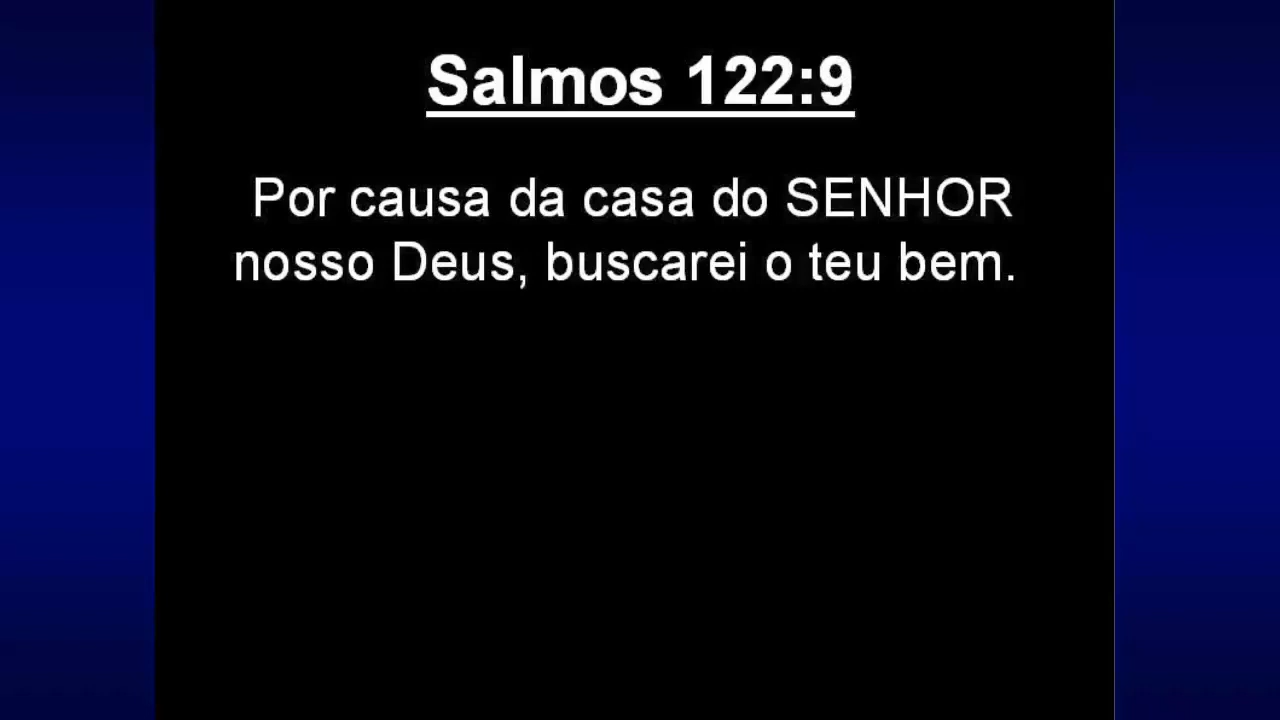 Salmos 122:9
Por causa da casa do SENHOR
nosso Deus, buscarei o teu bem.